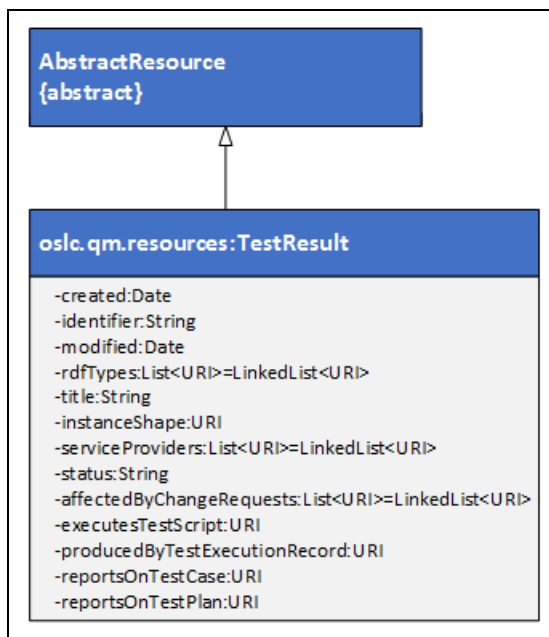 AbstractResource
{abstract}
oslc.qm.resources:TestResult
-created:Date
-identifier:String
-modified:Date
-rdfTypes:List<URI>=LinkedList<URI>
-title:String
-instanceShape:URI
-serviceProviders:List<URI>=LinkedList<URI>
-status:String
-affectedByChangeRequests:List<URI>=LinkedList<URI>
-executesTestScript:URI
-producedByTestExecutionRecord:URI
-reportsOnTestCase:URI
-reportsOnTestPlan:URI